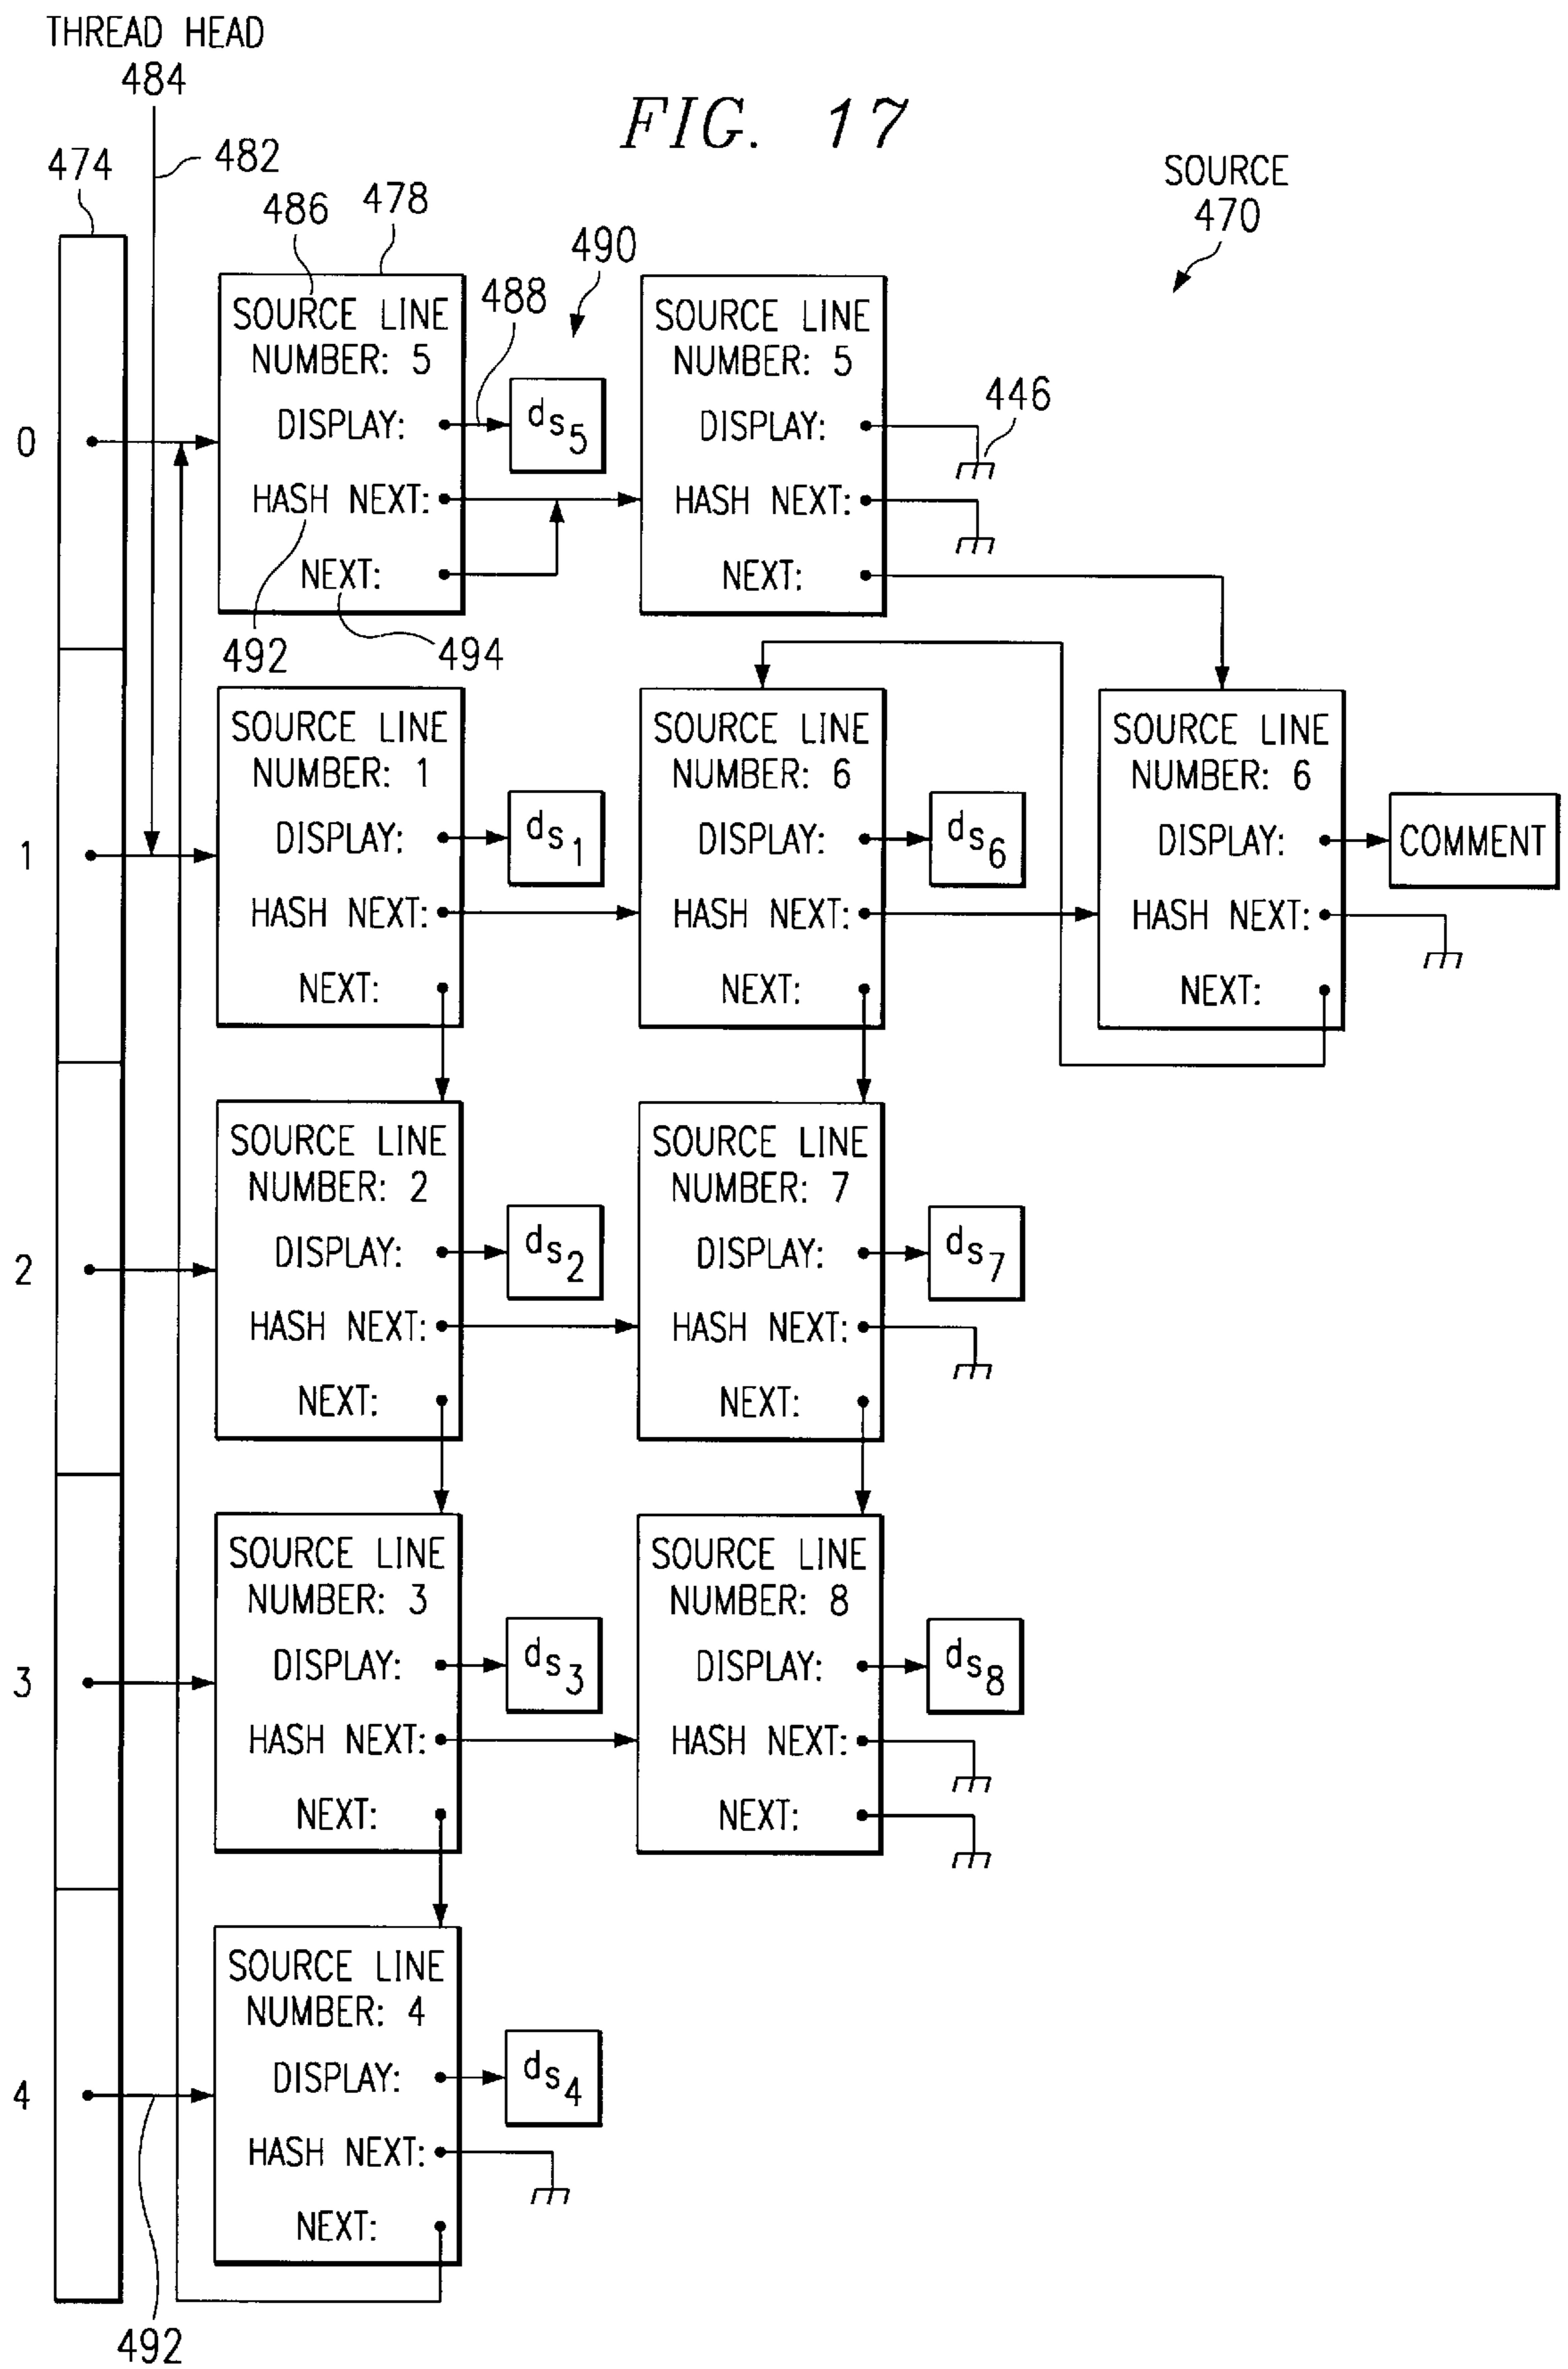 THREAD HEAD
484
FIG. 17
474
482
486
478
SOURCE
470
490
488
SOURCE LINE
NUMBER: 5
DISPLAY:
HASH NEXT:
NEXT:
ds5
SOURCE LINE
NUMBER: 5
DISPLAY:
HASH NEXT:
NEXT:
446
0
492
494
SOURCE LINE
NUMBER: 1
DISPLAY:
HASH NEXT:
NEXT:
ds1
SOURCE LINE
NUMBER: 6
DISPLAY:
HASH NEXT:
NEXT:
ds6
SOURCE LINE
NUMBER: 6
DISPLAY:
HASH NEXT:
NEXT:
COMMENT
1
SOURCE LINE
NUMBER: 2
DISPLAY:
HASH NEXT:
NEXT:
ds2
SOURCE LINE
NUMBER: 7
DISPLAY:
HASH NEXT:
NEXT:
ds7
2
SOURCE LINE
NUMBER: 3
DISPLAY:
HASH NEXT:
NEXT:
ds3
SOURCE LINE
NUMBER: 8
DISPLAY:
HASH NEXT:
NEXT:
ds8
3
SOURCE LINE
NUMBER: 4
DISPLAY:
HASH NEXT:
NEXT:
ds4
4
492